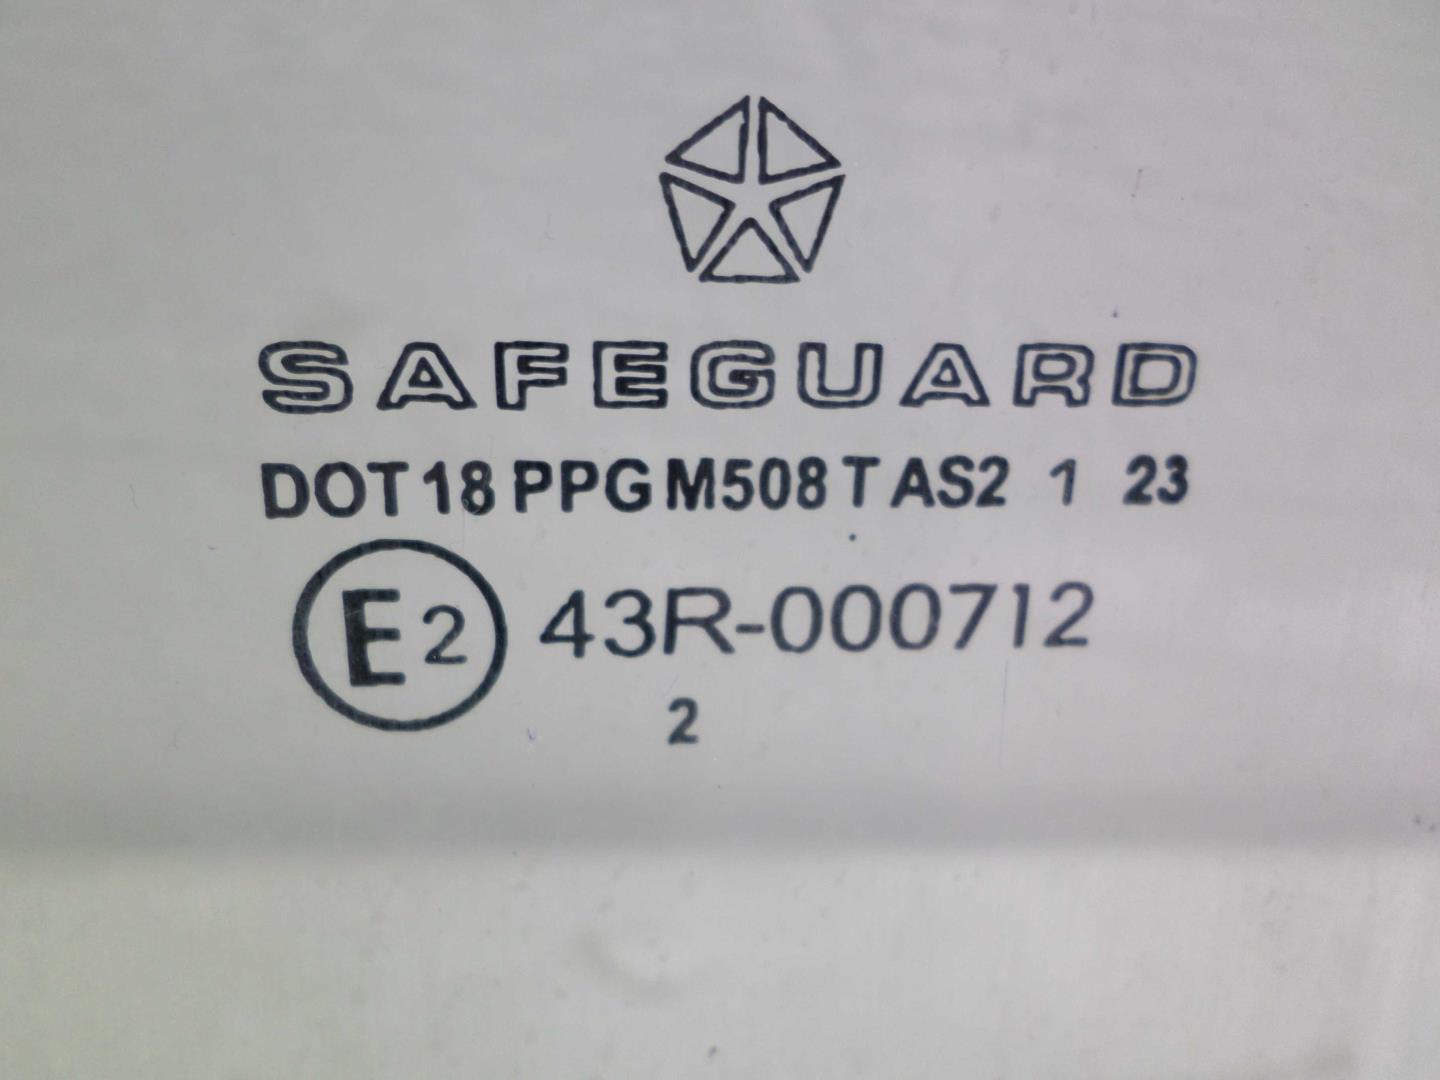 SAFEGUARD
DOT 18 PPG M508 T AS2 1 23
E2 43R-000712
2